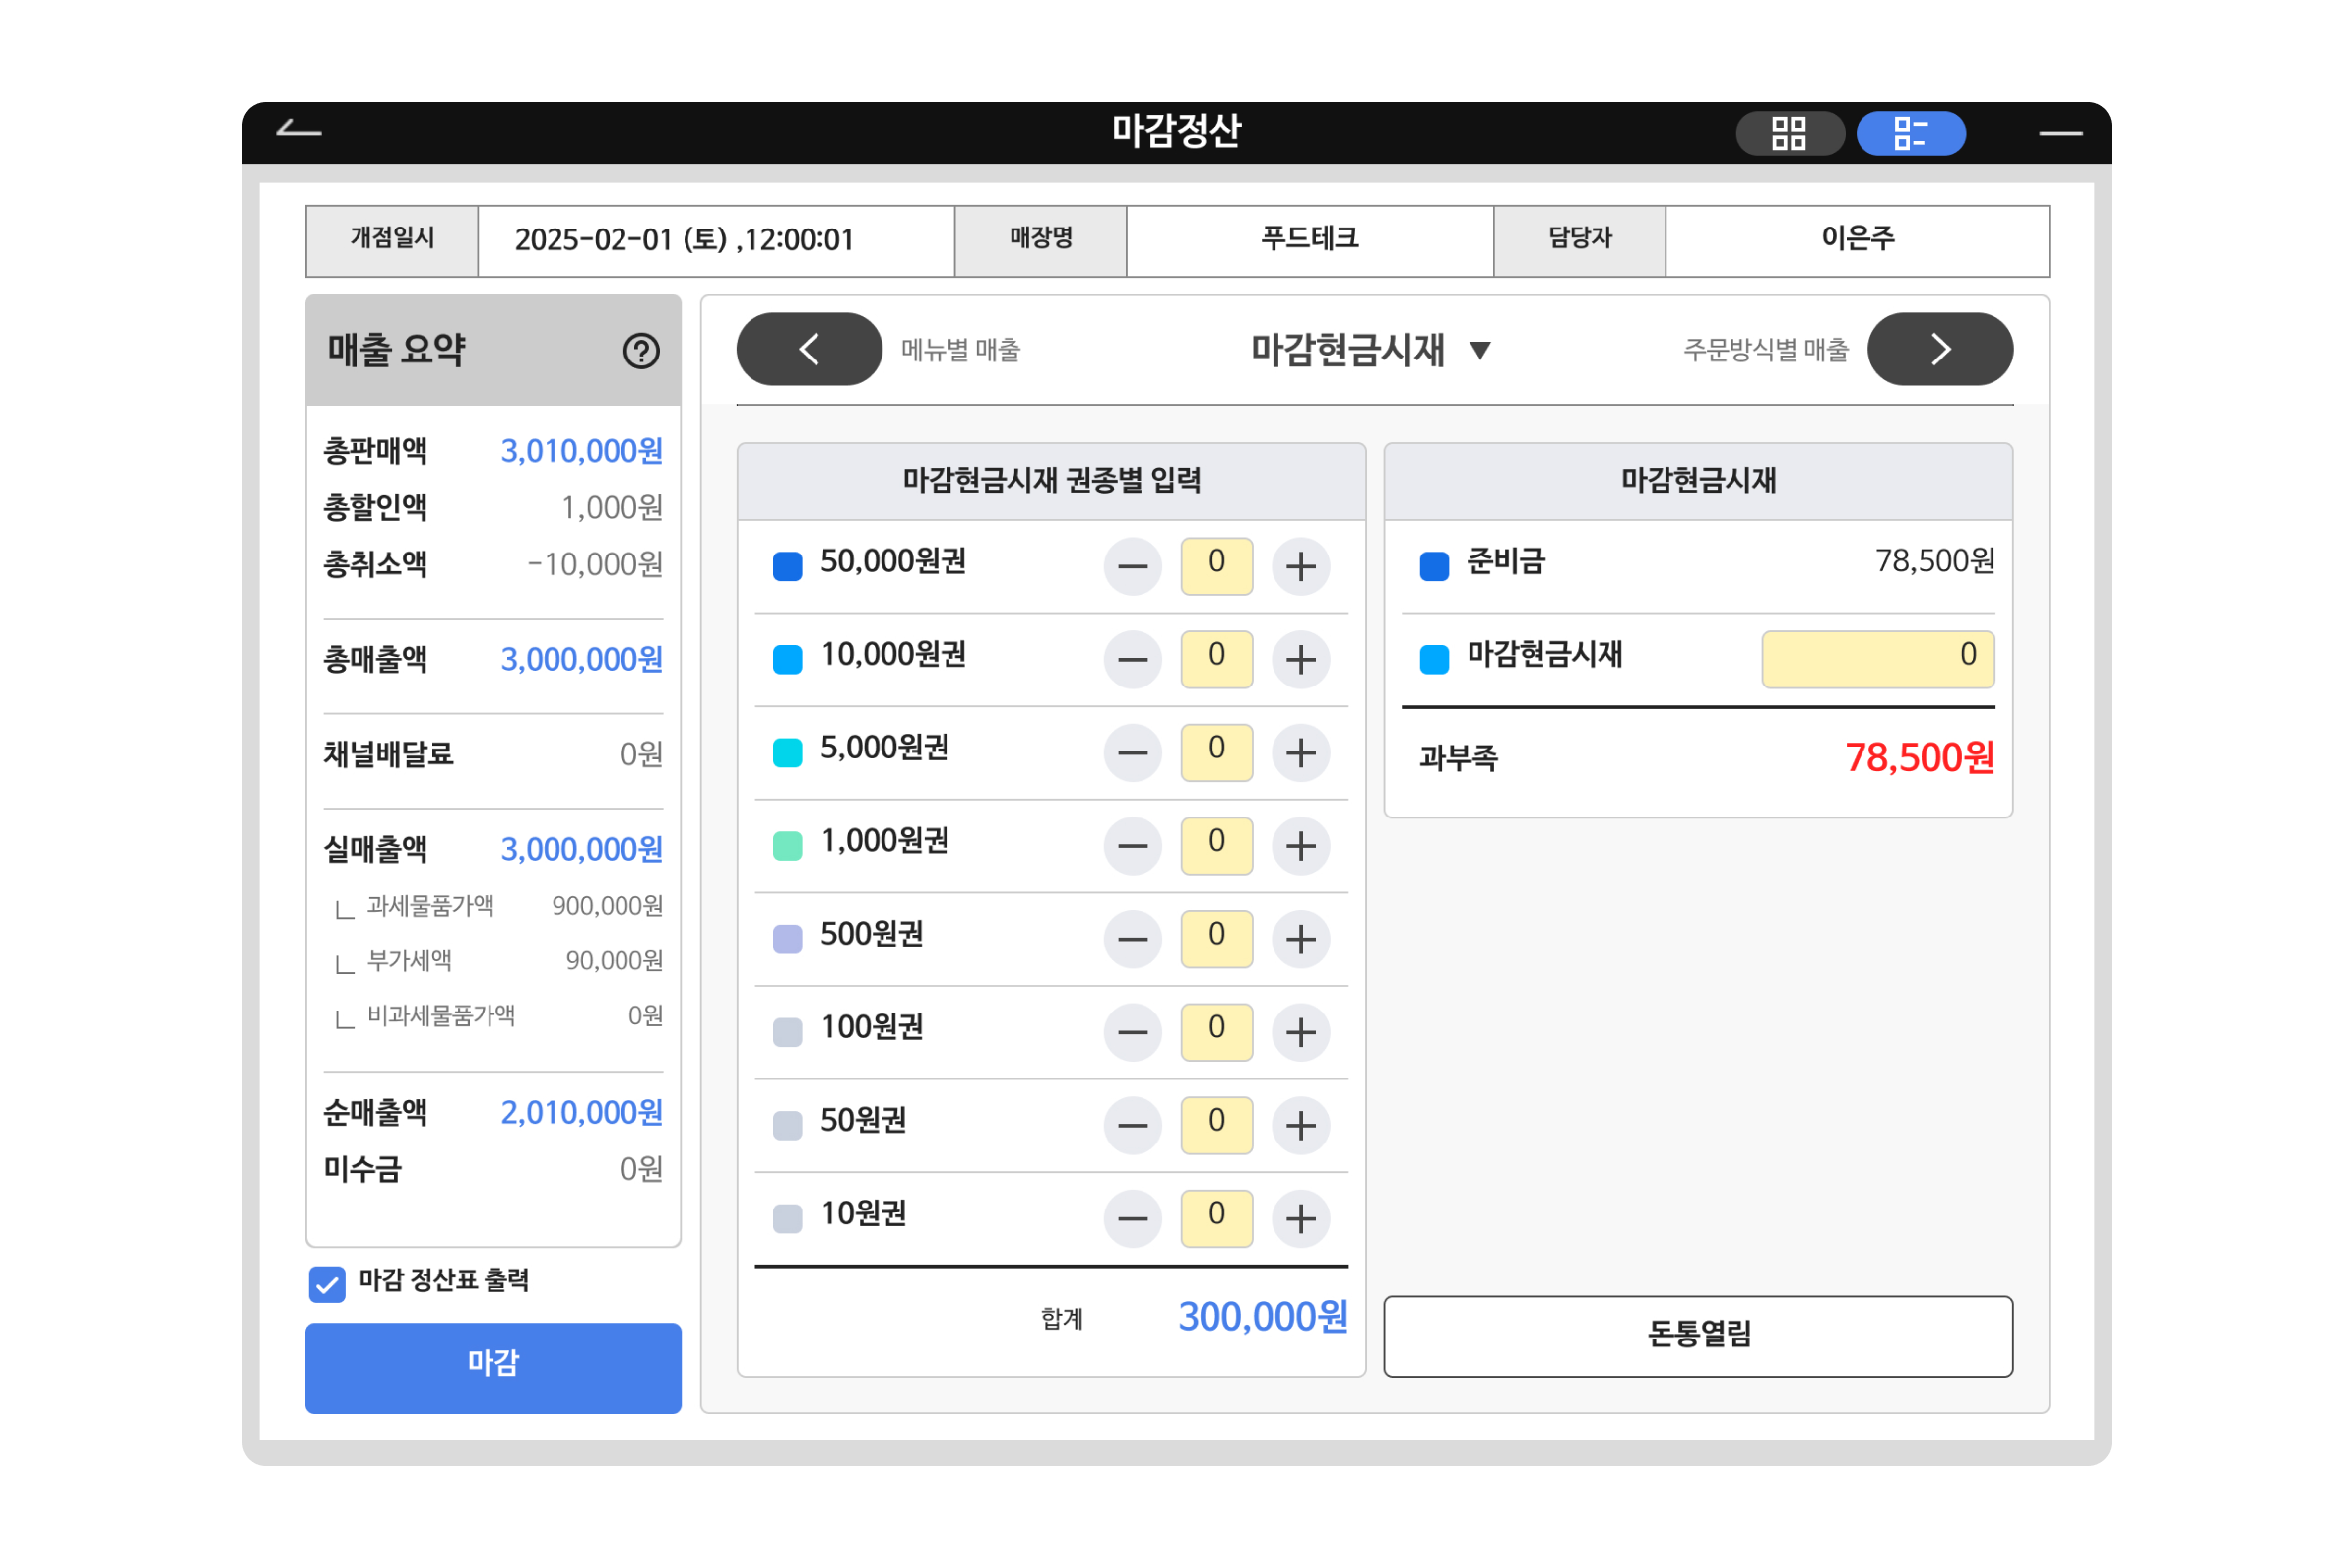 마감정산
개점일시 2025-02-01 (토) ,12:00:01 매장명 푸드테크 담당자 이은주
매출 요약
총판매액 3,010,000원
총할인액 1,000원
총취소액 -10,000원
총매출액 3,000,000원
채널배달료 0원
실매출액 3,000,000원
과세물품가액 900,000원
부가세액 90,000원
비과세물품가액 0원
순매출액 2,010,000원
미수금 0원
마감 정산표 출력
마감
메뉴별 매출 마감현금시재 ▼ 주문방식별 매출
마감현금시재 권종별 입력
50,000원권 0
10,000원권 0
5,000원권 0
1,000원권 0
500원권 0
100원권 0
50원권 0
10원권 0
합계 300,000원
마감현금시재
준비금 78,500원
마감현금시재 0
과부족 78,500원
돈통열림